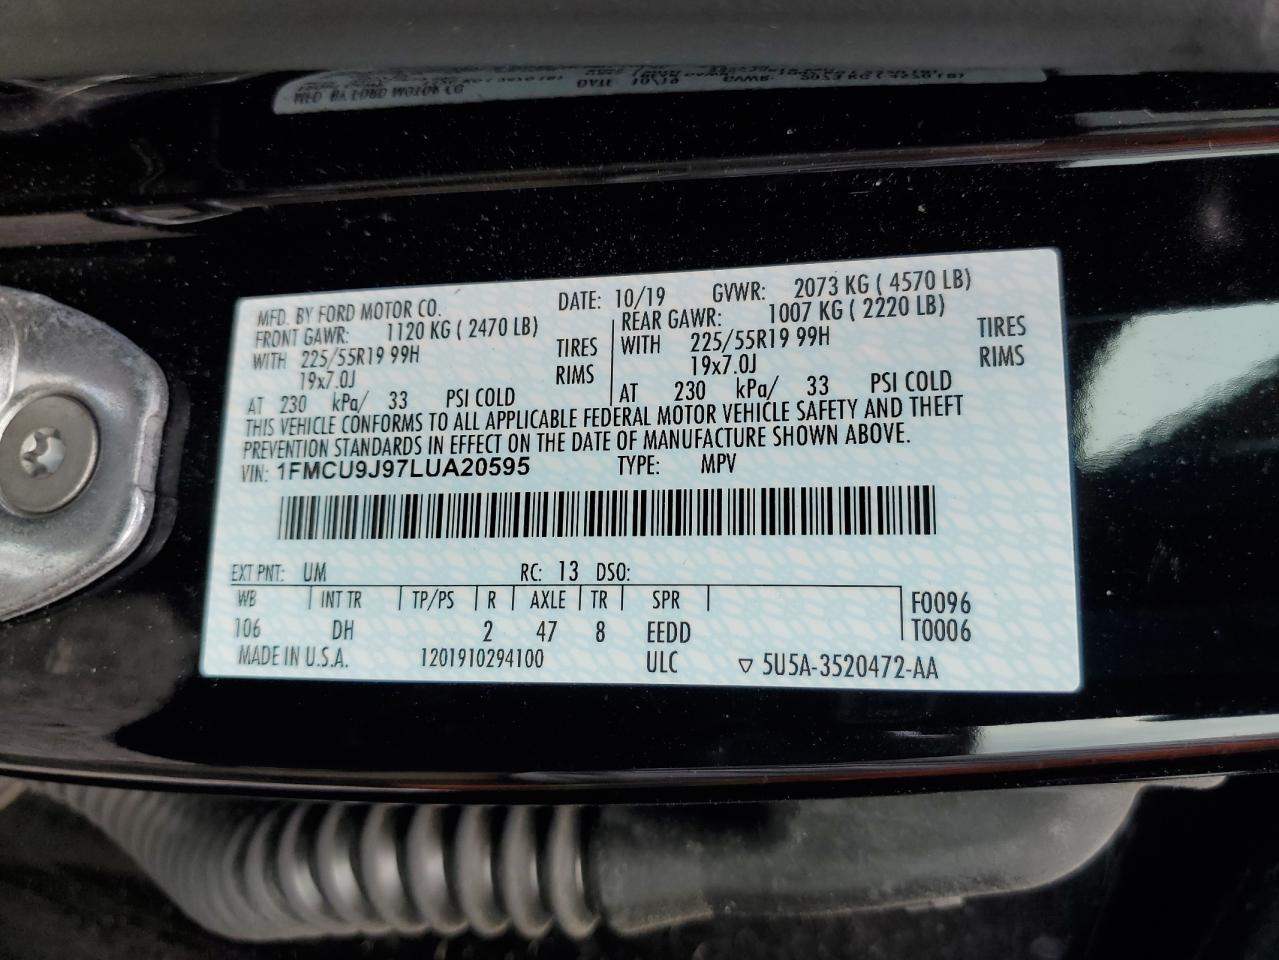 MFD. BY FORD MOTOR CO. DATE: 10/19 GVWR: 2073 KG ( 4570 LB)
FRONT GAWR: 1120 KG ( 2470 LB) REAR GAWR: 1007 KG ( 2220 LB)
WITH 225/55R19 99H TIRES WITH 225/55R19 99H TIRES
19x7.0J RIMS 19x7.0J RIMS
AT 230 kPa/ 33 PSI COLD AT 230 kPa/ 33 PSI COLD
THIS VEHICLE CONFORMS TO ALL APPLICABLE FEDERAL MOTOR VEHICLE SAFETY AND THEFT
PREVENTION STANDARDS IN EFFECT ON THE DATE OF MANUFACTURE SHOWN ABOVE.
VIN: 1FMCU9J97LUA20595 TYPE: MPV
EXT PNT: UM RC: 13 DSO:
WB INT TR TP/PS R AXLE TR SPR F0096
106 DH 2 47 8 EEDD T0006
MADE IN U.S.A. 1201910294100 ULC ▽ 5U5A-3520472-AA